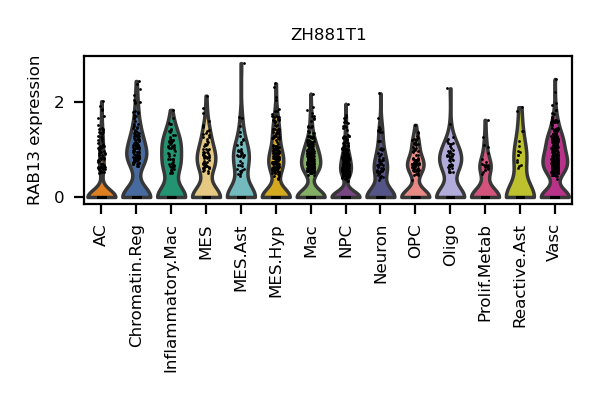 ZH881T1
RAB13 expression
2
0
AC
Chromatin.Reg
Inflammatory.Mac
MES
MES.Ast
MES.Hyp
Mac
NPC
Neuron
OPC
Oligo
Prolif.Metab
Reactive.Ast
Vasc